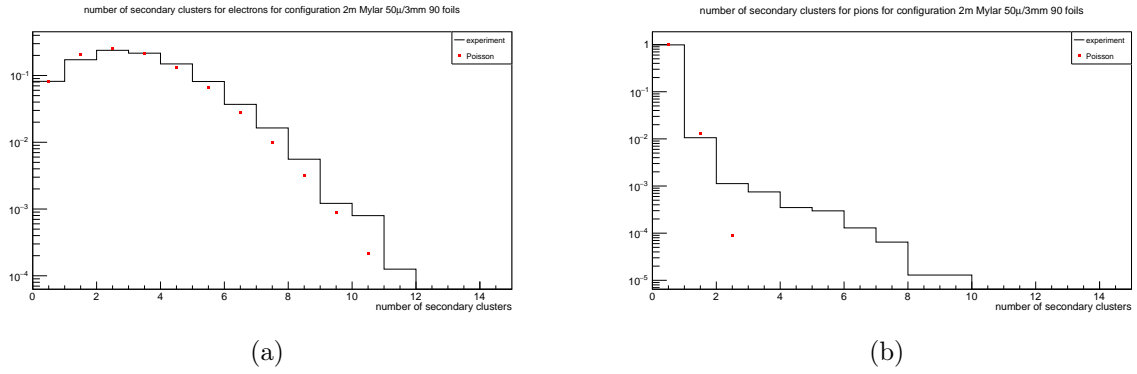 number of secondary clusters for electrons for configuration 2m Mylar 50μ/3mm 90 foils
experiment
Poisson
10⁻¹
10⁻²
10⁻³
10⁻⁴
0 2 4 6 8 10 12 14
number of secondary clusters
(a)
number of secondary clusters for pions for configuration 2m Mylar 50μ/3mm 90 foils
experiment
Poisson
1
10⁻¹
10⁻²
10⁻³
10⁻⁴
10⁻⁵
0 2 4 6 8 10 12 14
number of secondary clusters
(b)